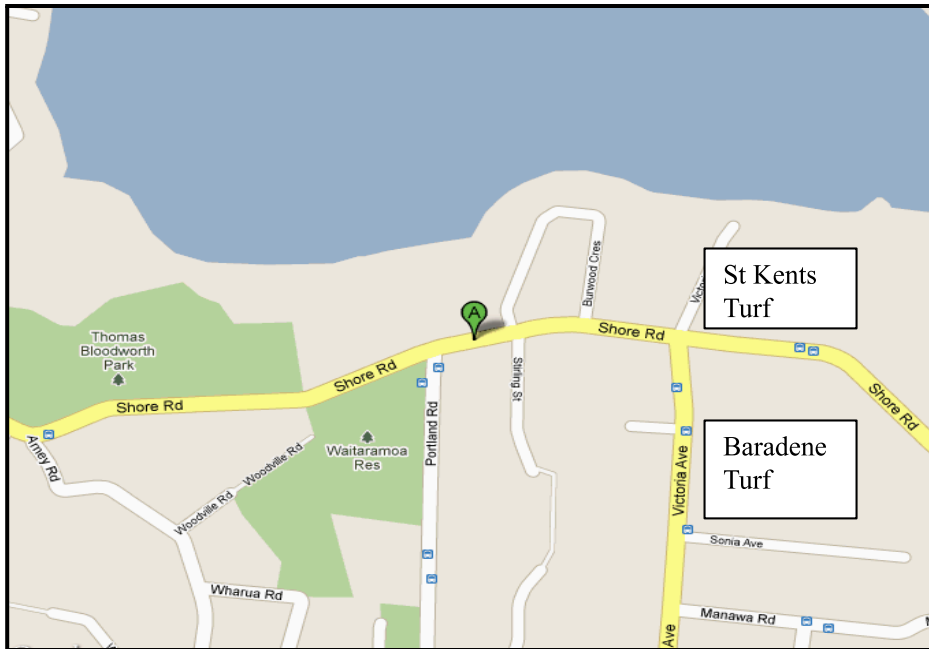 St Kents
Turf
Burwood Cres
A
Shore Rd
Thomas
Bloodworth
Park
Shore Rd
Shore Rd
Stirling St
Shore Rd
Portland Rd
Arney Rd
Woodville Rd
Waitaramoa
Res
Baradene
Turf
Victoria Ave
Woodville Rd
Sonia Ave
Wharua Rd
Manawa Rd
Ave